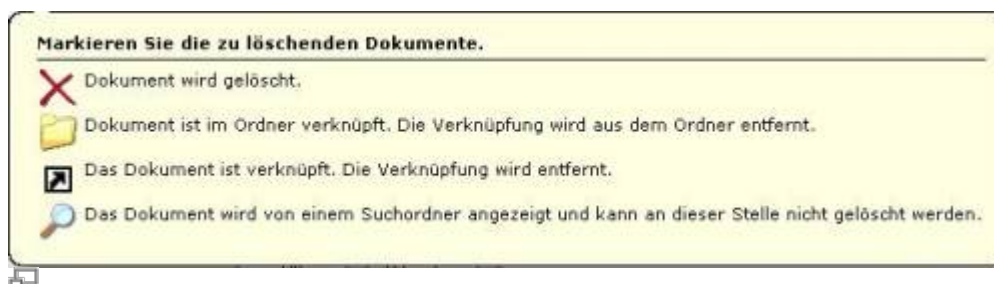 Markieren Sie die zu löschenden Dokumente.
Dokument wird gelöscht.
Dokument ist im Ordner verknüpft. Die Verknüpfung wird aus dem Ordner entfernt.
Das Dokument ist verknüpft. Die Verknüpfung wird entfernt.
Das Dokument wird von einem Suchordner angezeigt und kann an dieser Stelle nicht gelöscht werden.